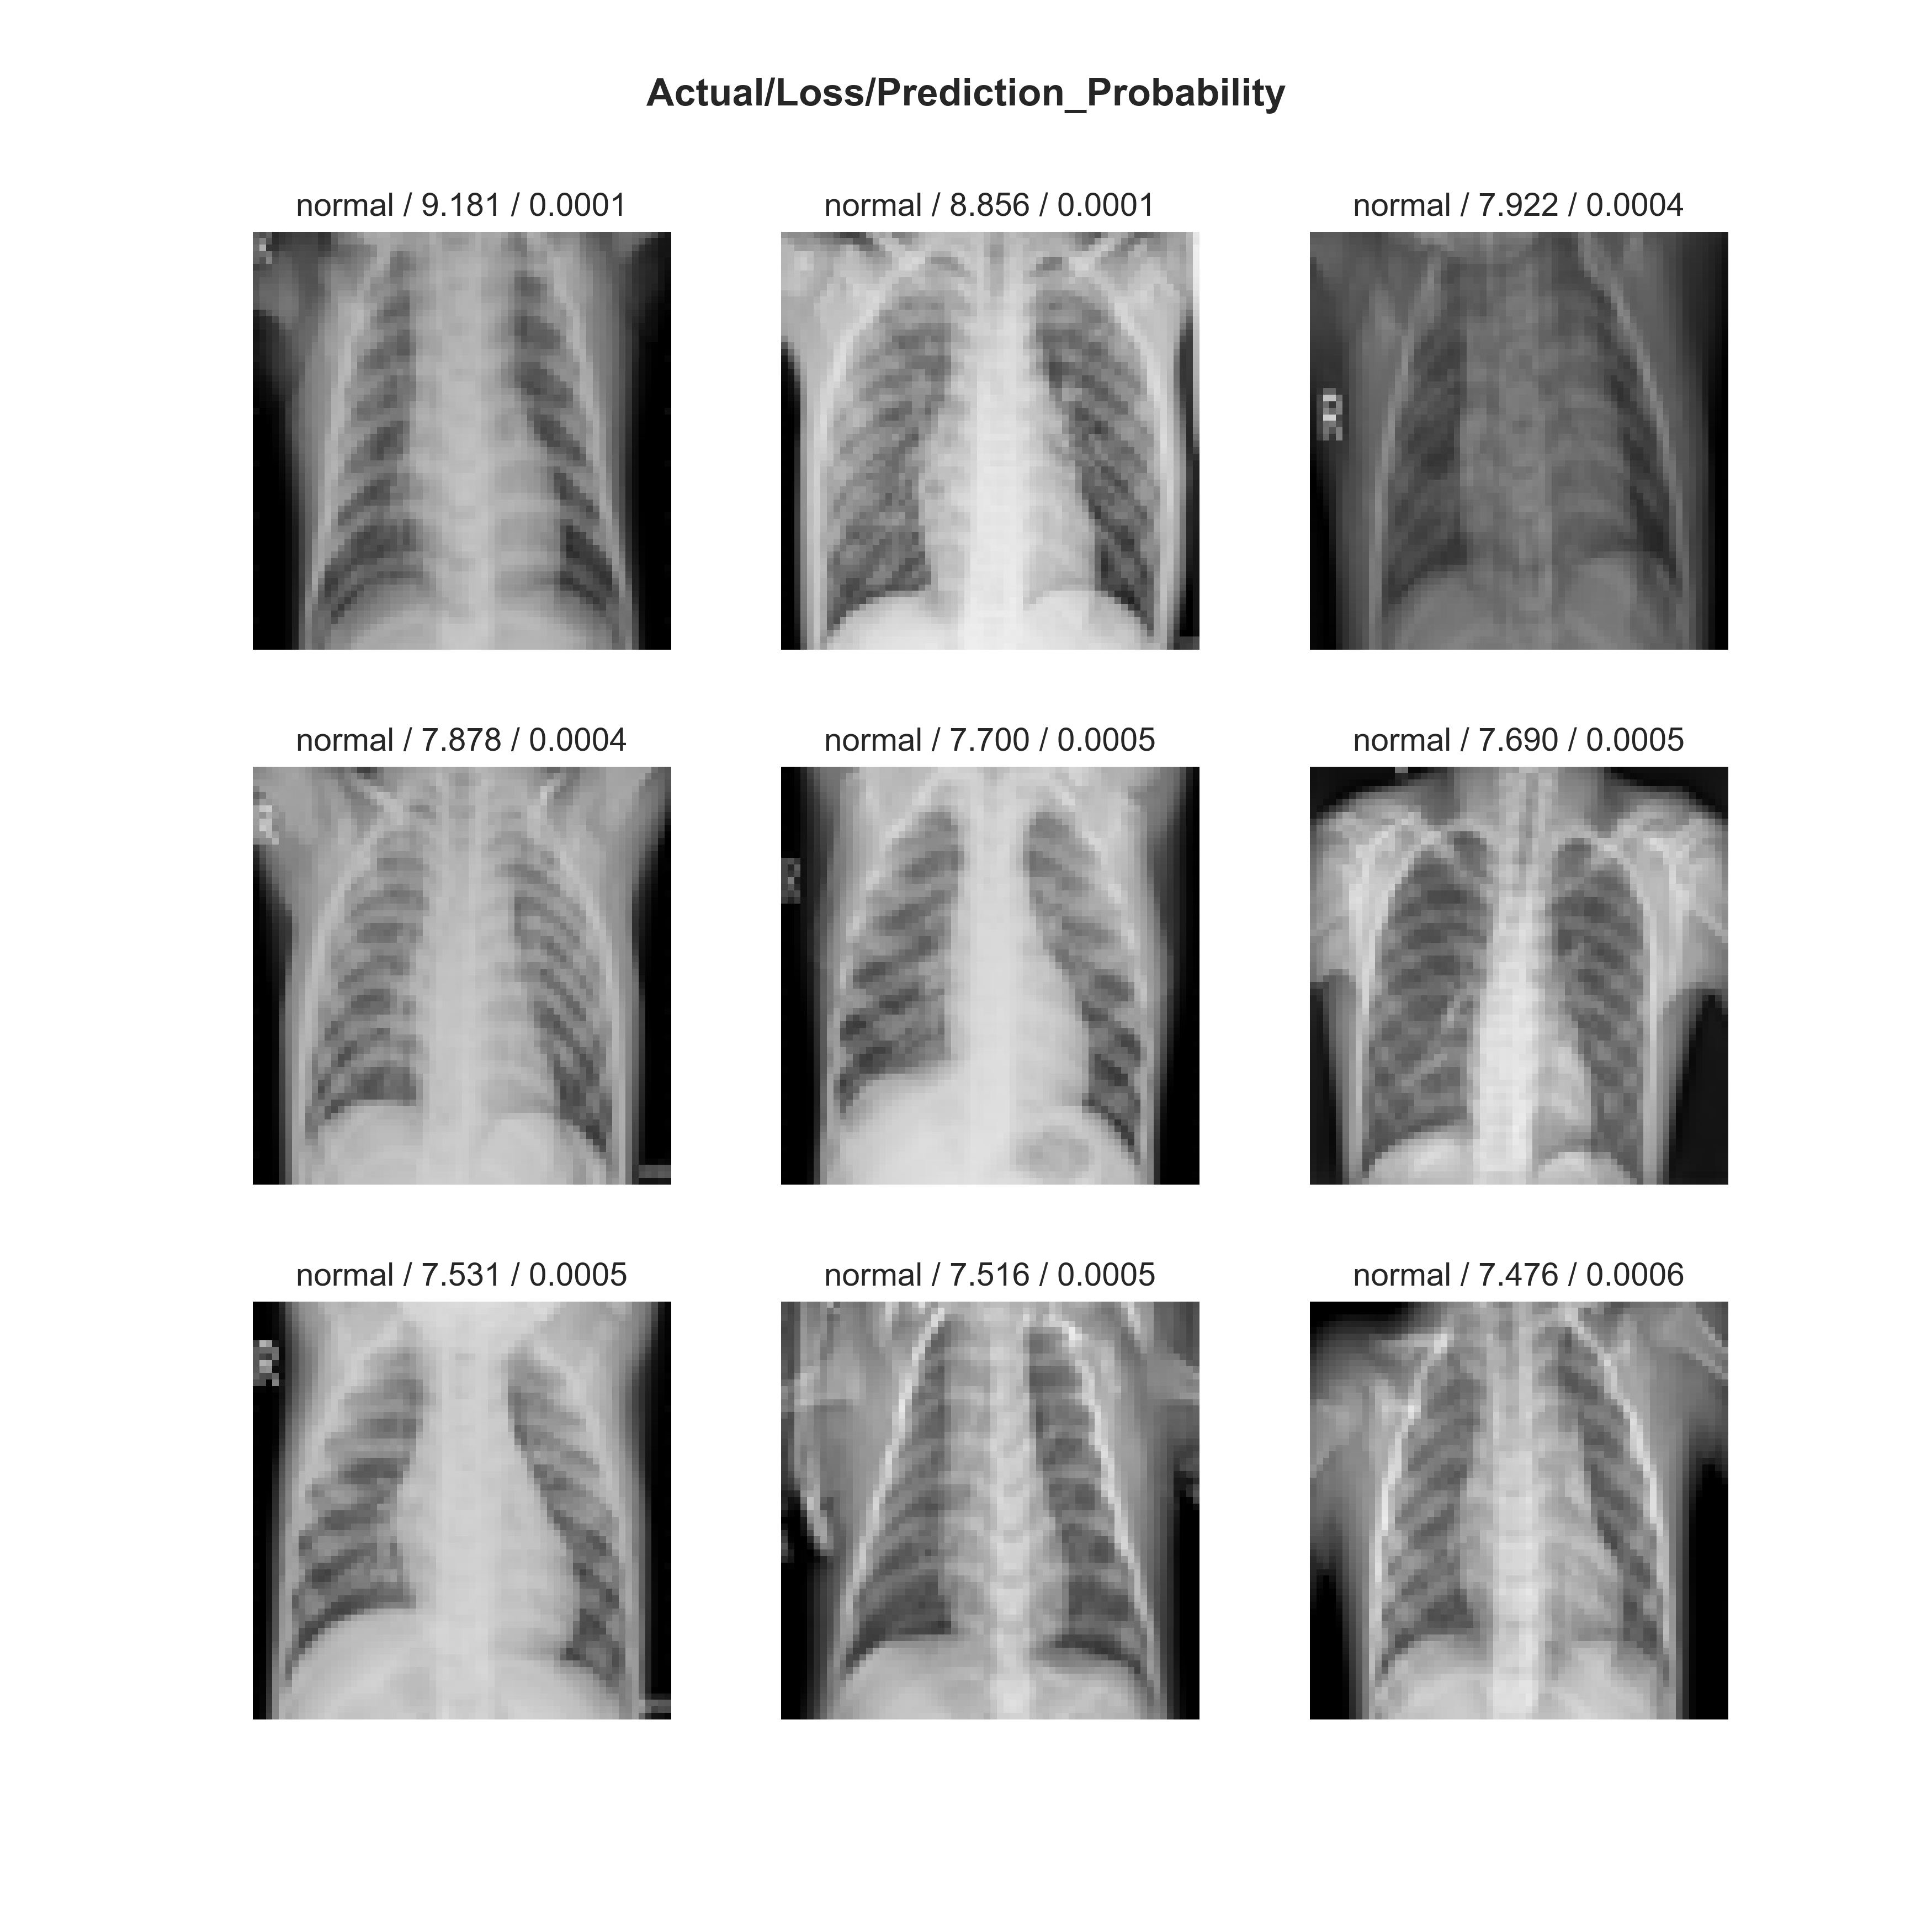 Actual/Loss/Prediction_Probability
normal / 9.181 / 0.0001
normal / 8.856 / 0.0001
normal / 7.922 / 0.0004
normal / 7.878 / 0.0004
normal / 7.700 / 0.0005
normal / 7.690 / 0.0005
normal / 7.531 / 0.0005
normal / 7.516 / 0.0005
normal / 7.476 / 0.0006